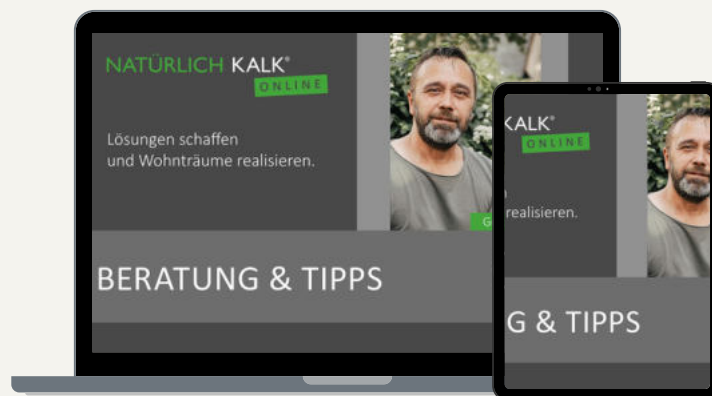 NATÜRLICH KALK®
ONLINE
Lösungen schaffen
und Wohnträume realisieren.
G
BERATUNG & TIPPS
KALK®
ONLINE
realisieren.
G & TIPPS